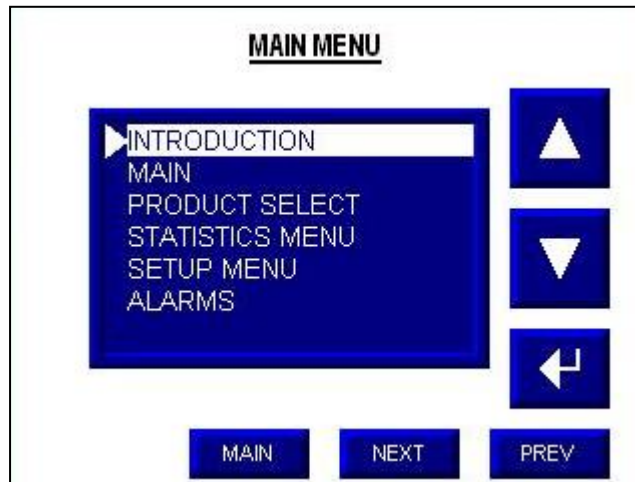 MAIN MENU
INTRODUCTION
MAIN
PRODUCT SELECT
STATISTICS MENU
SETUP MENU
ALARMS
MAIN NEXT PREV